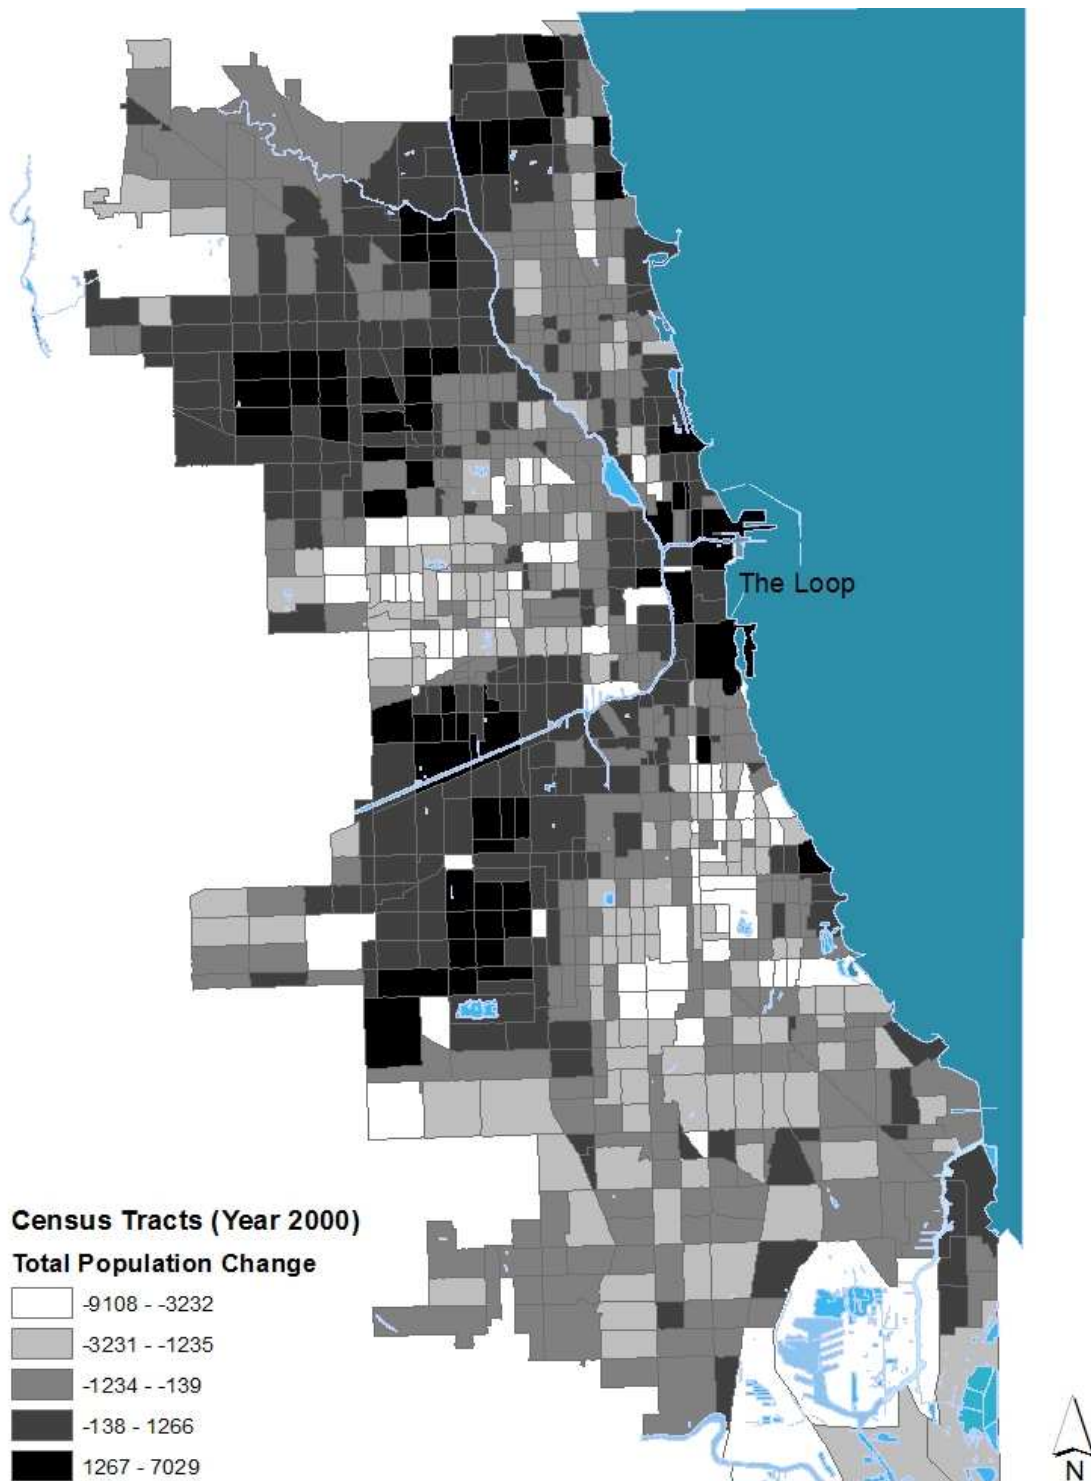 The Loop
Census Tracts (Year 2000)
Total Population Change
-9108 - -3232
-3231 - -1235
-1234 - -139
-138 - 1266
1267 - 7029
N